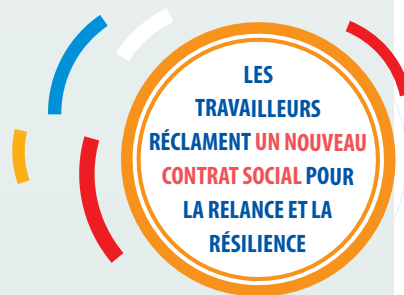 LES
TRAVAILLEURS
RÉCLAMENT UN NOUVEAU
CONTRAT SOCIAL POUR
LA RELANCE ET LA
RÉSILIENCE